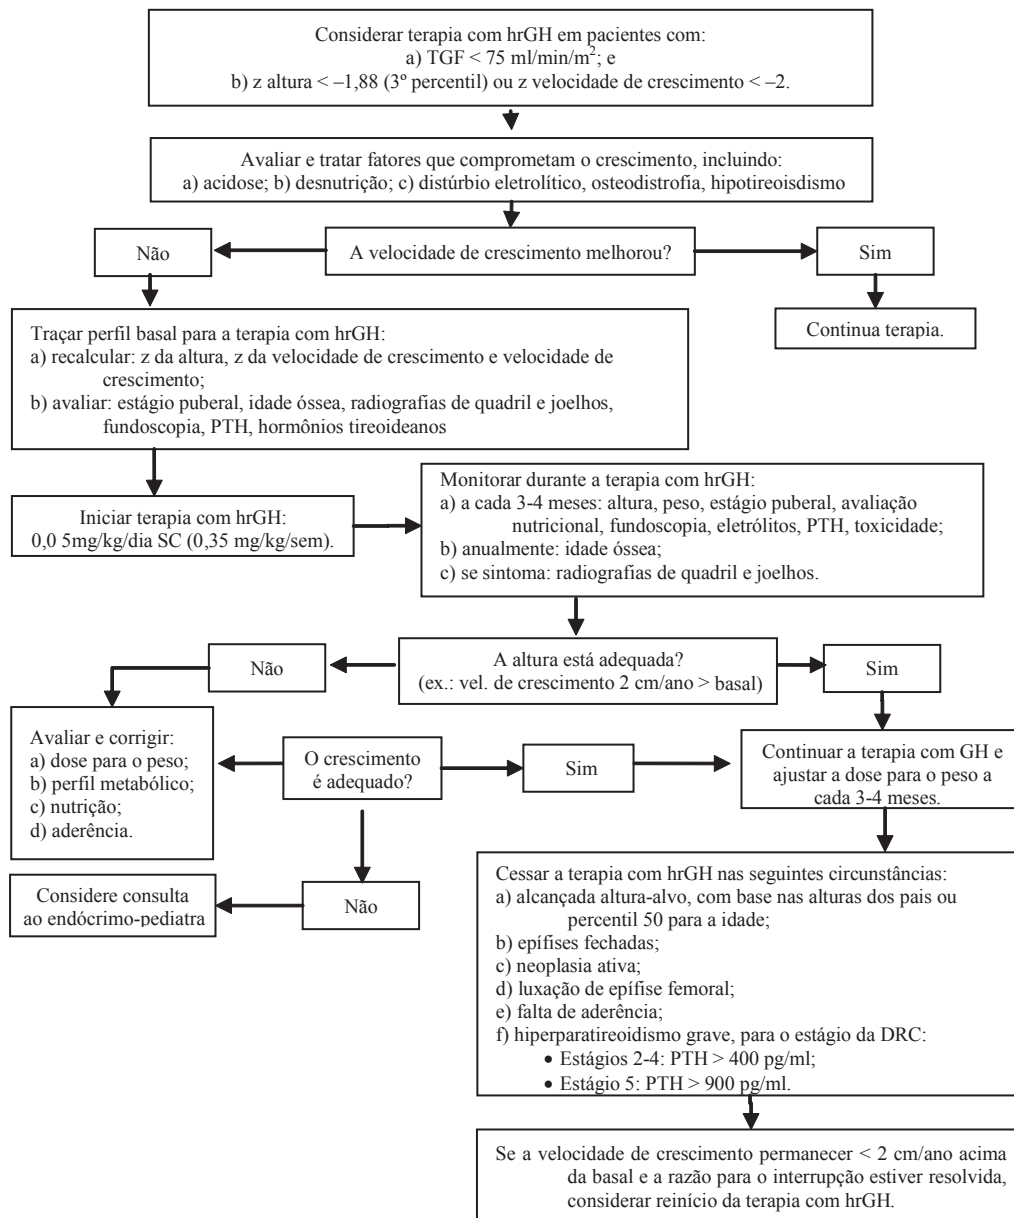 Considerar terapia com hrGH em pacientes com:
a) TGF < 75 ml/min/m²; e
b) z altura < –1,88 (3º percentil) ou z velocidade de crescimento < –2.
Avaliar e tratar fatores que comprometam o crescimento, incluindo:
a) acidose; b) desnutrição; c) distúrbio eletrolítico, osteodistrofia, hipotireoisdismo
Não
A velocidade de crescimento melhorou?
Sim
Continua terapia.
Traçar perfil basal para a terapia com hrGH:
a) recalcular: z da altura, z da velocidade de crescimento e velocidade de
crescimento;
b) avaliar: estágio puberal, idade óssea, radiografias de quadril e joelhos,
fundoscopia, PTH, hormônios tireoideanos
Iniciar terapia com hrGH:
0,0 5mg/kg/dia SC (0,35 mg/kg/sem).
Monitorar durante a terapia com hrGH:
a) a cada 3-4 meses: altura, peso, estágio puberal, avaliação
nutricional, fundoscopia, eletrólitos, PTH, toxicidade;
b) anualmente: idade óssea;
c) se sintoma: radiografias de quadril e joelhos.
Não
A altura está adequada?
(ex.: vel. de crescimento 2 cm/ano > basal)
Sim
Avaliar e corrigir:
a) dose para o peso;
b) perfil metabólico;
c) nutrição;
d) aderência.
O crescimento
é adequado?
Sim
Continuar a terapia com GH e
ajustar a dose para o peso a
cada 3-4 meses.
Considere consulta
ao endócrimo-pediatra
Não
Cessar a terapia com hrGH nas seguintes circunstâncias:
a) alcançada altura-alvo, com base nas alturas dos pais ou
percentil 50 para a idade;
b) epífises fechadas;
c) neoplasia ativa;
d) luxação de epífise femoral;
e) falta de aderência;
f) hiperparatireoidismo grave, para o estágio da DRC:
• Estágios 2-4: PTH > 400 pg/ml;
• Estágio 5: PTH > 900 pg/ml.
Se a velocidade de crescimento permanecer < 2 cm/ano acima
da basal e a razão para o interrupção estiver resolvida,
considerar reinício da terapia com hrGH.